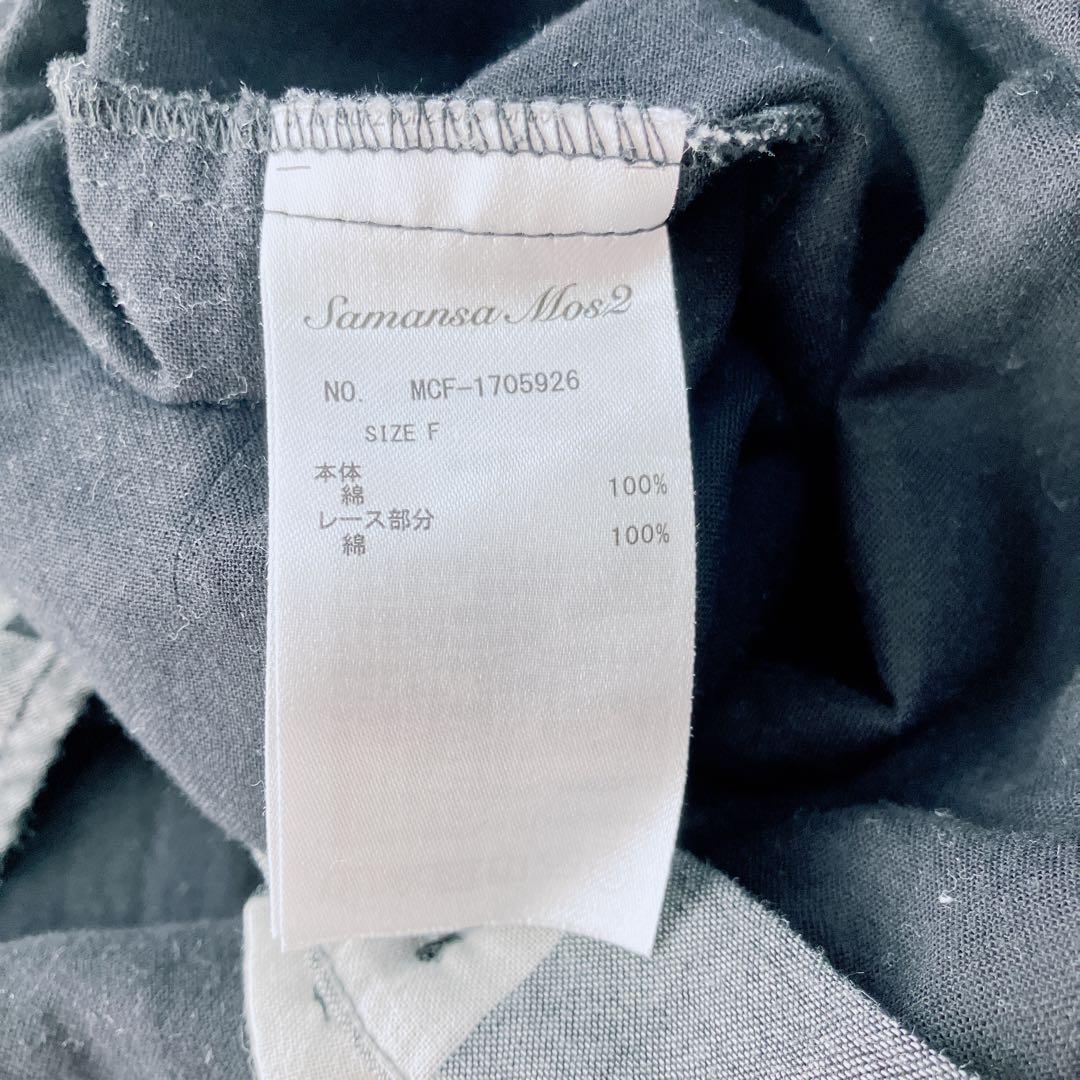 Samansa Mos2
NO. MCF-1705926
SIZE F
本体
綿 100%
レース部分
綿 100%